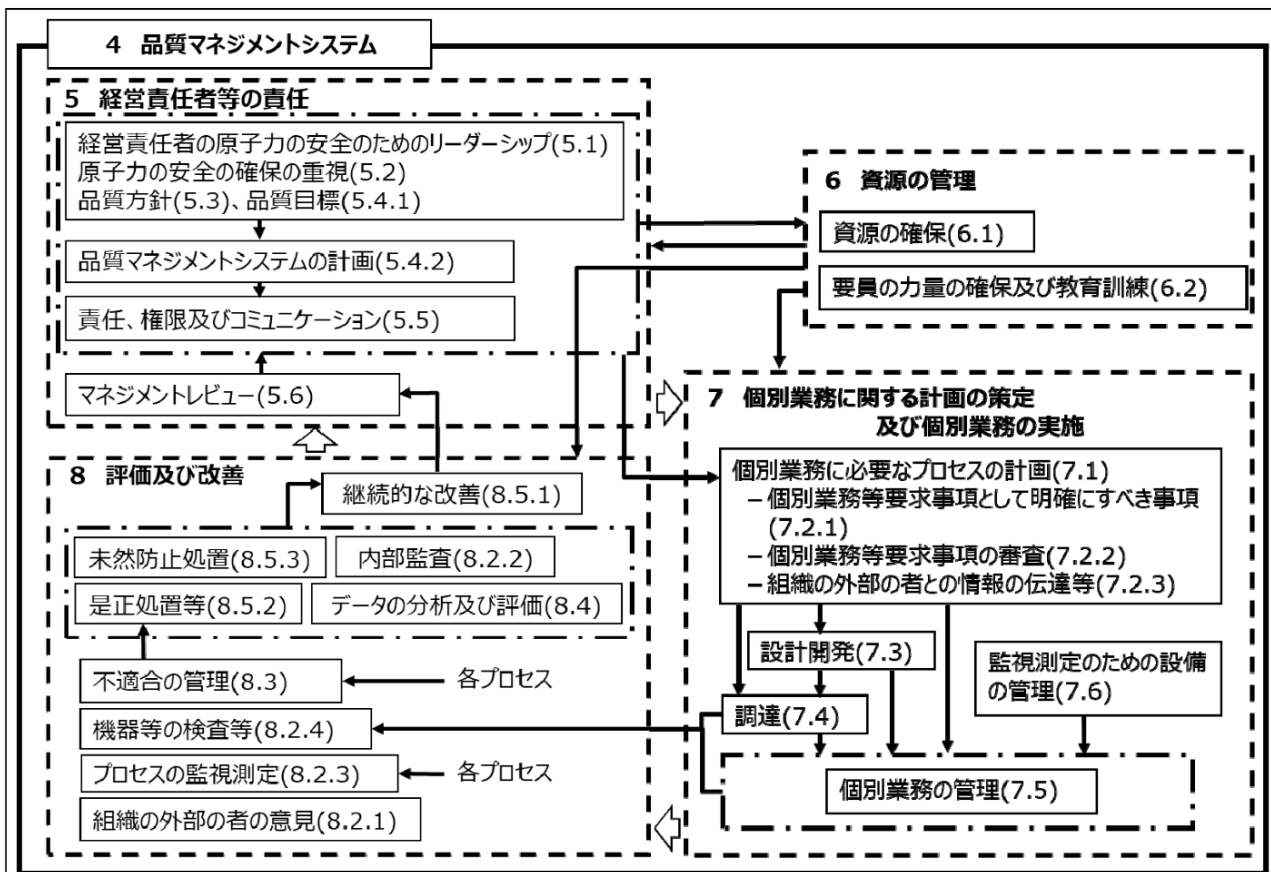 4 品質マネジメントシステム
5 経営責任者等の責任
経営責任者の原子力の安全のためのリーダーシップ(5.1)
原子力の安全の確保の重視(5.2)
品質方針(5.3)、品質目標(5.4.1)
品質マネジメントシステムの計画(5.4.2)
責任、権限及びコミュニケーション(5.5)
マネジメントレビュー(5.6)
6 資源の管理
資源の確保(6.1)
要員の力量の確保及び教育訓練(6.2)
7 個別業務に関する計画の策定
及び個別業務の実施
個別業務に必要なプロセスの計画(7.1)
－個別業務等要求事項として明確にすべき事項
(7.2.1)
－個別業務等要求事項の審査(7.2.2)
－組織の外部の者との情報の伝達等(7.2.3)
設計開発(7.3)
監視測定のための設備
の管理(7.6)
調達(7.4)
個別業務の管理(7.5)
8 評価及び改善
継続的な改善(8.5.1)
未然防止処置(8.5.3)
内部監査(8.2.2)
是正処置等(8.5.2)
データの分析及び評価(8.4)
不適合の管理(8.3)
各プロセス
機器等の検査等(8.2.4)
プロセスの監視測定(8.2.3)
各プロセス
組織の外部の者の意見(8.2.1)